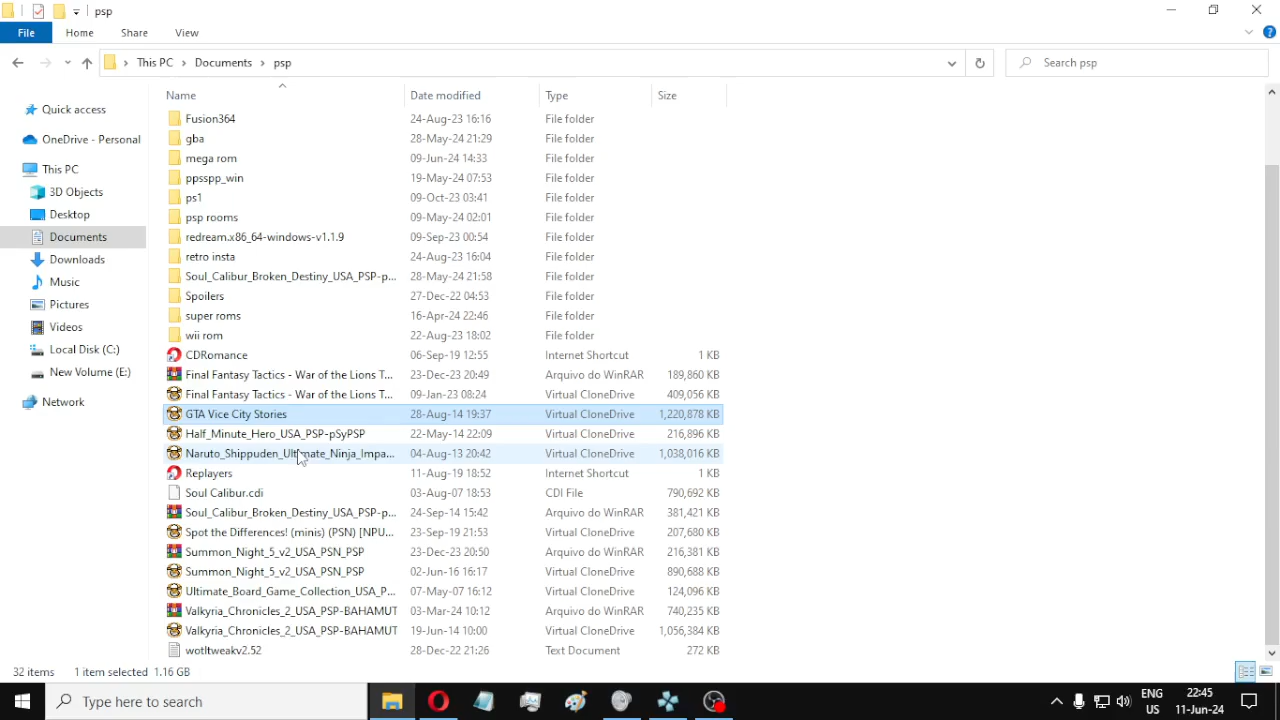 psp
File Home Share View
This PC > Documents > psp
Search psp
Name Date modified Type Size
Quick access
OneDrive - Personal
This PC
3D Objects
Desktop
Documents
Downloads
Music
Pictures
Videos
Local Disk (C:)
New Volume (E:)
Network
Fusion364 24-Aug-23 16:16 File folder
gba 28-May-24 21:29 File folder
mega rom 09-Jun-24 14:33 File folder
ppsspp_win 19-May-24 07:53 File folder
ps1 09-Oct-23 03:41 File folder
psp rooms 09-May-24 02:01 File folder
redream.x86_64-windows-v1.1.9 09-Sep-23 00:54 File folder
retro insta 24-Aug-23 16:04 File folder
Soul_Calibur_Broken_Destiny_USA_PSP-p... 28-May-24 21:58 File folder
Spoilers 27-Dec-22 04:53 File folder
super roms 16-Apr-24 22:46 File folder
wii rom 22-Aug-23 18:02 File folder
CDRomance 06-Sep-19 12:55 Internet Shortcut 1 KB
Final Fantasy Tactics - War of the Lions T... 23-Dec-23 20:49 Arquivo do WinRAR 189,860 KB
Final Fantasy Tactics - War of the Lions T... 09-Jan-23 08:24 Virtual CloneDrive 409,056 KB
GTA Vice City Stories 28-Aug-14 19:37 Virtual CloneDrive 1,220,878 KB
Half_Minute_Hero_USA_PSP-pSyPSP 22-May-14 22:09 Virtual CloneDrive 216,896 KB
Naruto_Shippuden_Ultimate_Ninja_Impa... 04-Aug-13 20:42 Virtual CloneDrive 1,038,016 KB
Replayers 11-Aug-19 18:52 Internet Shortcut 1 KB
Soul Calibur.cdi 03-Aug-07 18:53 CDI File 790,692 KB
Soul_Calibur_Broken_Destiny_USA_PSP-p... 24-Sep-14 15:42 Arquivo do WinRAR 381,421 KB
Spot the Differences! (minis) (PSN) [NPU... 23-Sep-19 21:53 Virtual CloneDrive 207,680 KB
Summon_Night_5_v2_USA_PSN_PSP 23-Dec-23 20:50 Arquivo do WinRAR 216,381 KB
Summon_Night_5_v2_USA_PSN_PSP 02-Jun-16 16:17 Virtual CloneDrive 890,688 KB
Ultimate_Board_Game_Collection_USA_P... 07-May-07 16:12 Virtual CloneDrive 124,096 KB
Valkyria_Chronicles_2_USA_PSP-BAHAMUT 03-Mar-24 10:12 Arquivo do WinRAR 740,235 KB
Valkyria_Chronicles_2_USA_PSP-BAHAMUT 19-Jun-14 10:00 Virtual CloneDrive 1,056,384 KB
wotltweakv2.52 28-Dec-22 21:26 Text Document 272 KB
32 items 1 item selected 1.16 GB
Type here to search
ENG 22:45
US 11-Jun-24